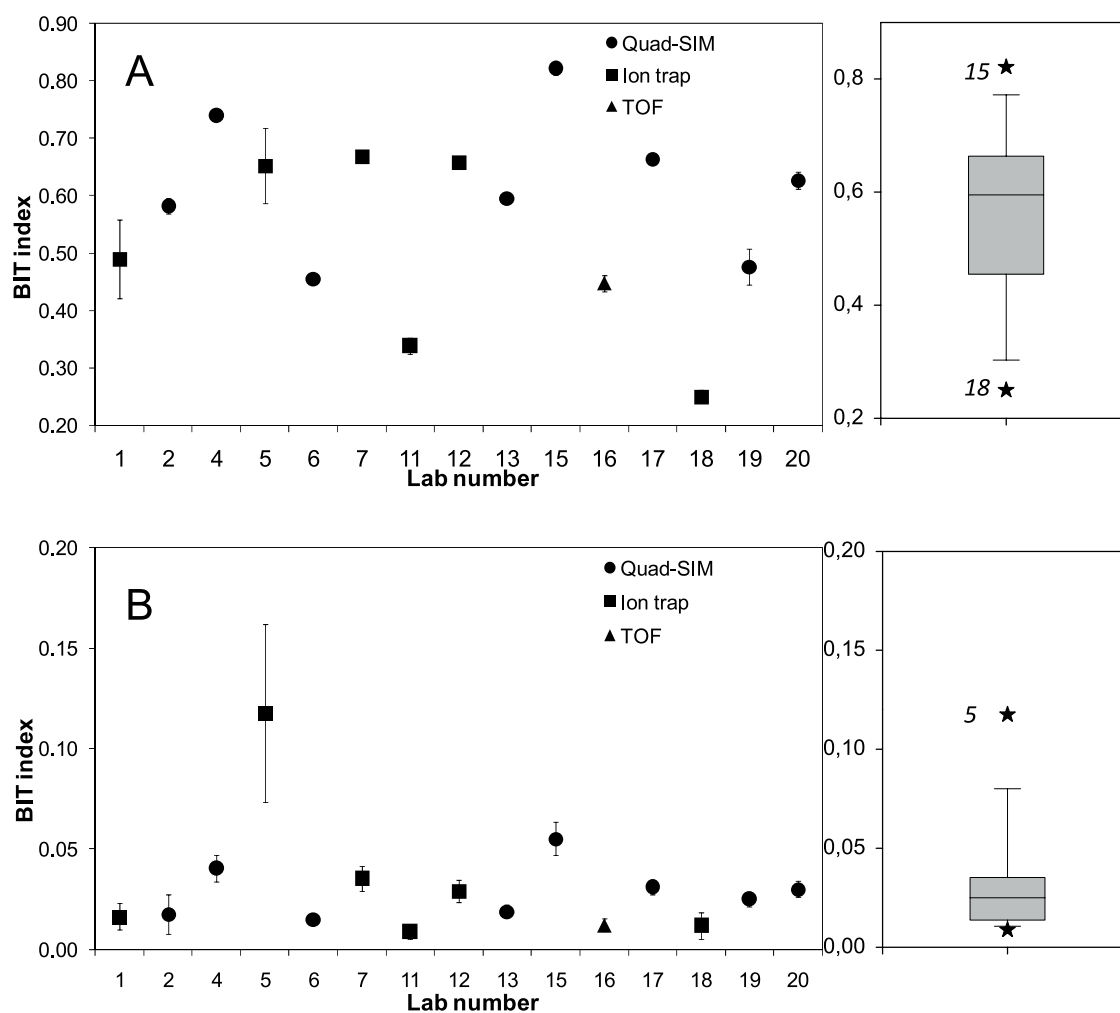 A
Quad-SIM
Ion trap
TOF
BIT index
0.90
0.80
0.70
0.60
0.50
0.40
0.30
0.20
1 2 4 5 6 7 11 12 13 15 16 17 18 19 20
Lab number
0,8
0,6
0,4
0,2
15
18
B
Quad-SIM
Ion trap
TOF
BIT index
0.20
0.15
0.10
0.05
0.00
1 2 4 5 6 7 11 12 13 15 16 17 18 19 20
Lab number
0,20
0,15
0,10
0,05
0,00
5